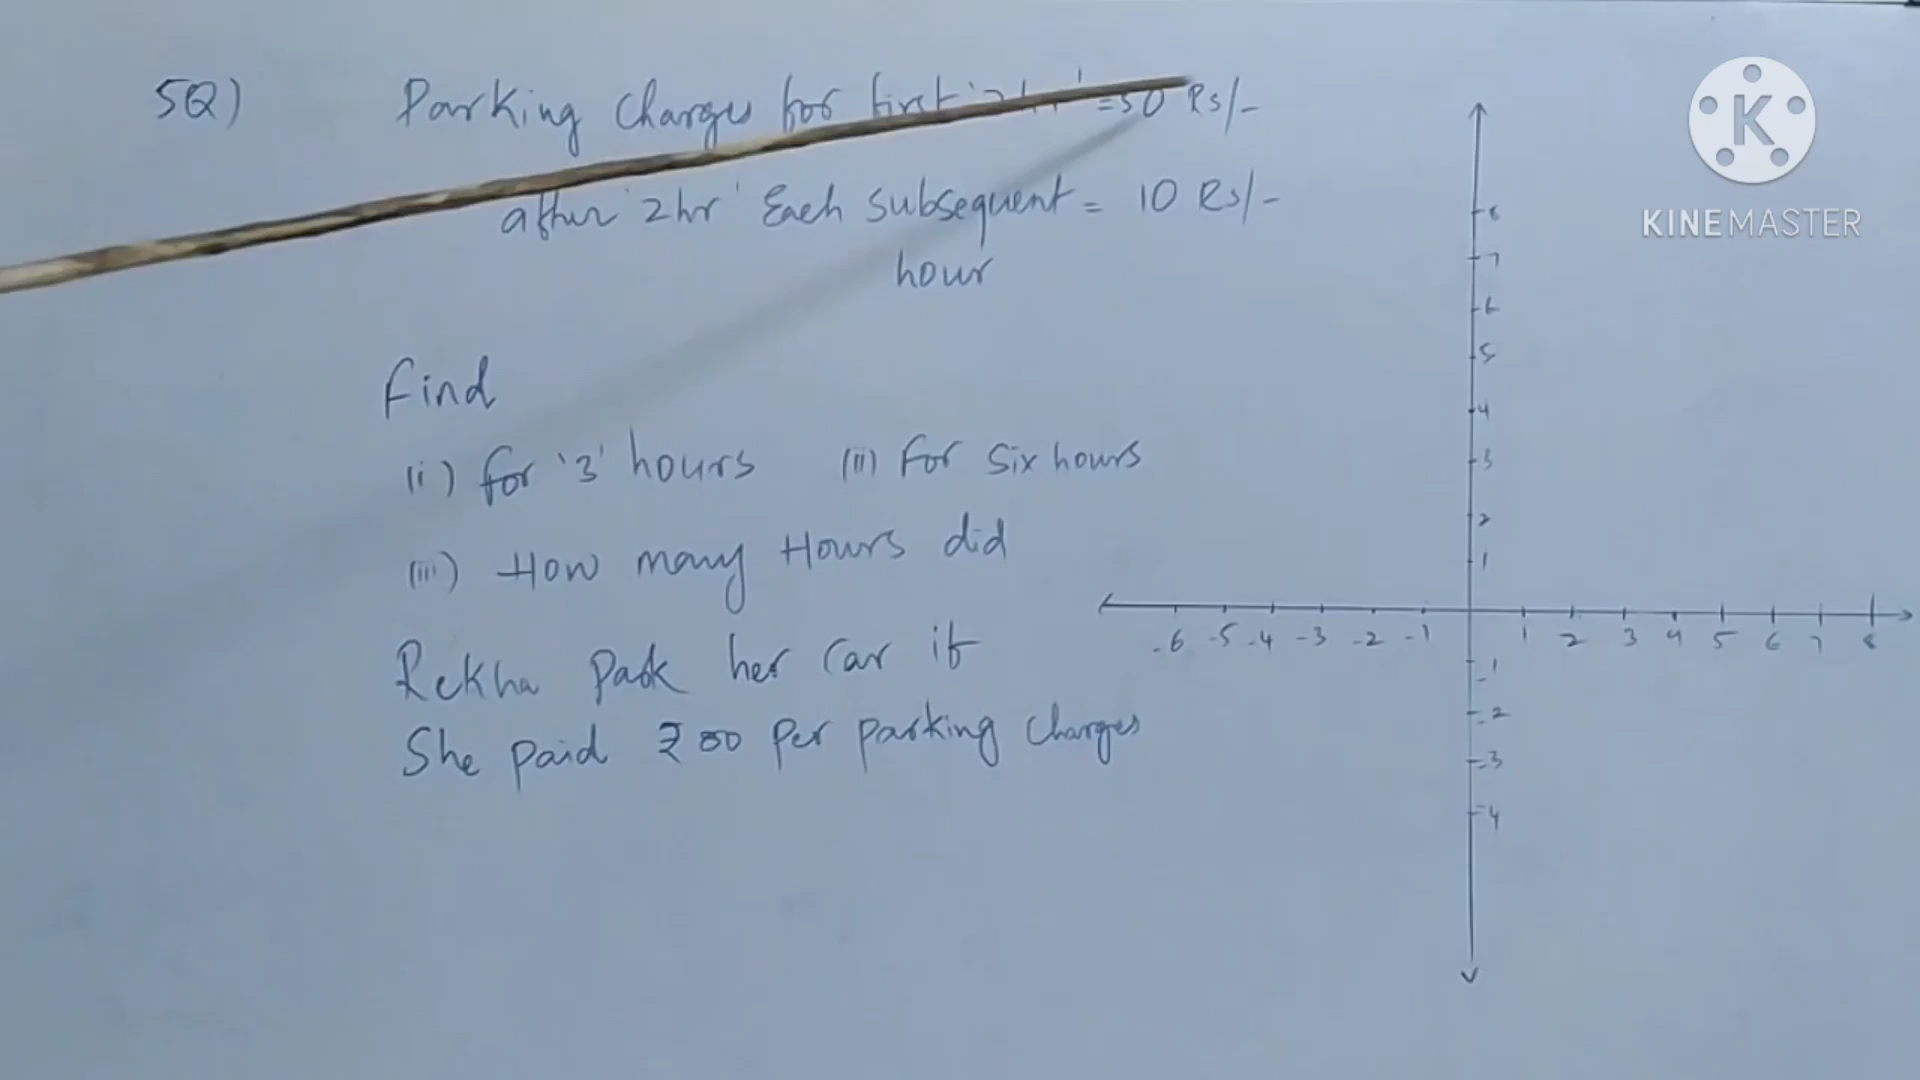 5Q) Parking Charges for first = 50 Rs/-
after '2hr' Each subsequent = 10 Rs/-
hour
Find
(i) for '3' hours (ii) For Six hours
(iii) How many Hours did
Rekha Park her Car if
She paid ₹ 80 per parking charges
8
7
6
5
4
3
2
1
-6 -5 -4 -3 -2 -1 1 2 3 4 5 6 7 8
-1
-2
-3
-4
K
KINEMASTER